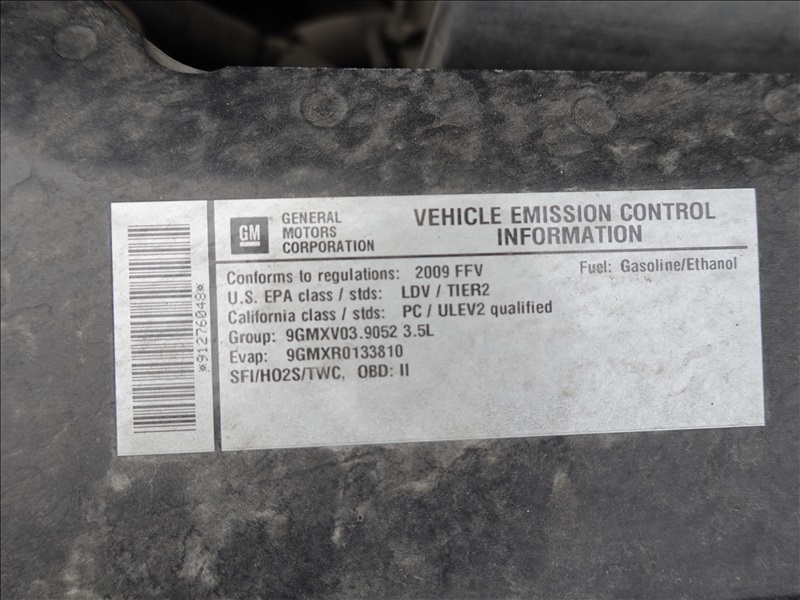 *91276048*
GM
GENERAL
MOTORS
CORPORATION
VEHICLE EMISSION CONTROL
INFORMATION
Conforms to regulations: 2009 FFV
Fuel: Gasoline/Ethanol
U.S. EPA class / stds: LDV / TIER2
California class / stds: PC / ULEV2 qualified
Group: 9GMXV03.9052 3.5L
Evap: 9GMXR0133810
SFI/HO2S/TWC, OBD: II